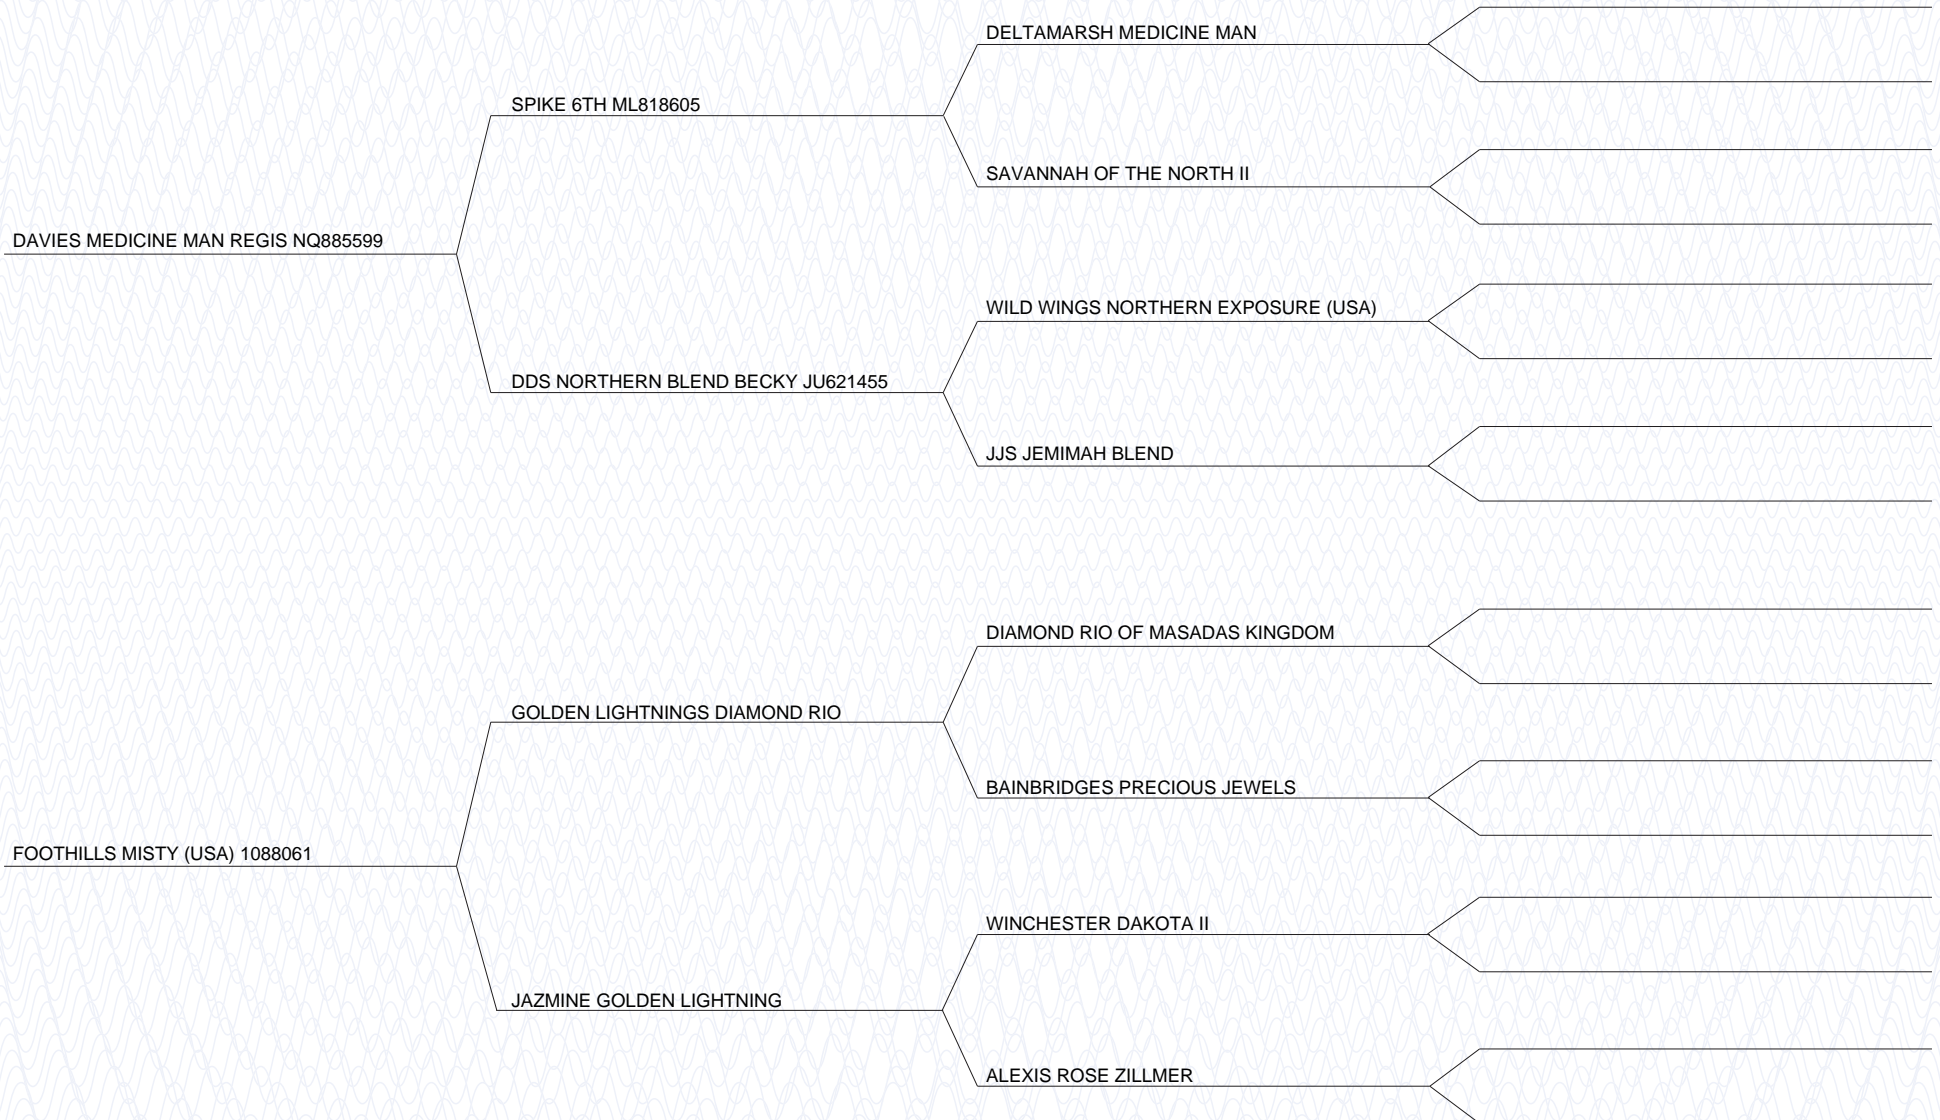 DELTAMARSH MEDICINE MAN
SPIKE 6TH ML818605
SAVANNAH OF THE NORTH II
DAVIES MEDICINE MAN REGIS NQ885599
WILD WINGS NORTHERN EXPOSURE (USA)
DDS NORTHERN BLEND BECKY JU621455
JJS JEMIMAH BLEND
DIAMOND RIO OF MASADAS KINGDOM
GOLDEN LIGHTNINGS DIAMOND RIO
BAINBRIDGES PRECIOUS JEWELS
FOOTHILLS MISTY (USA) 1088061
WINCHESTER DAKOTA II
JAZMINE GOLDEN LIGHTNING
ALEXIS ROSE ZILLMER